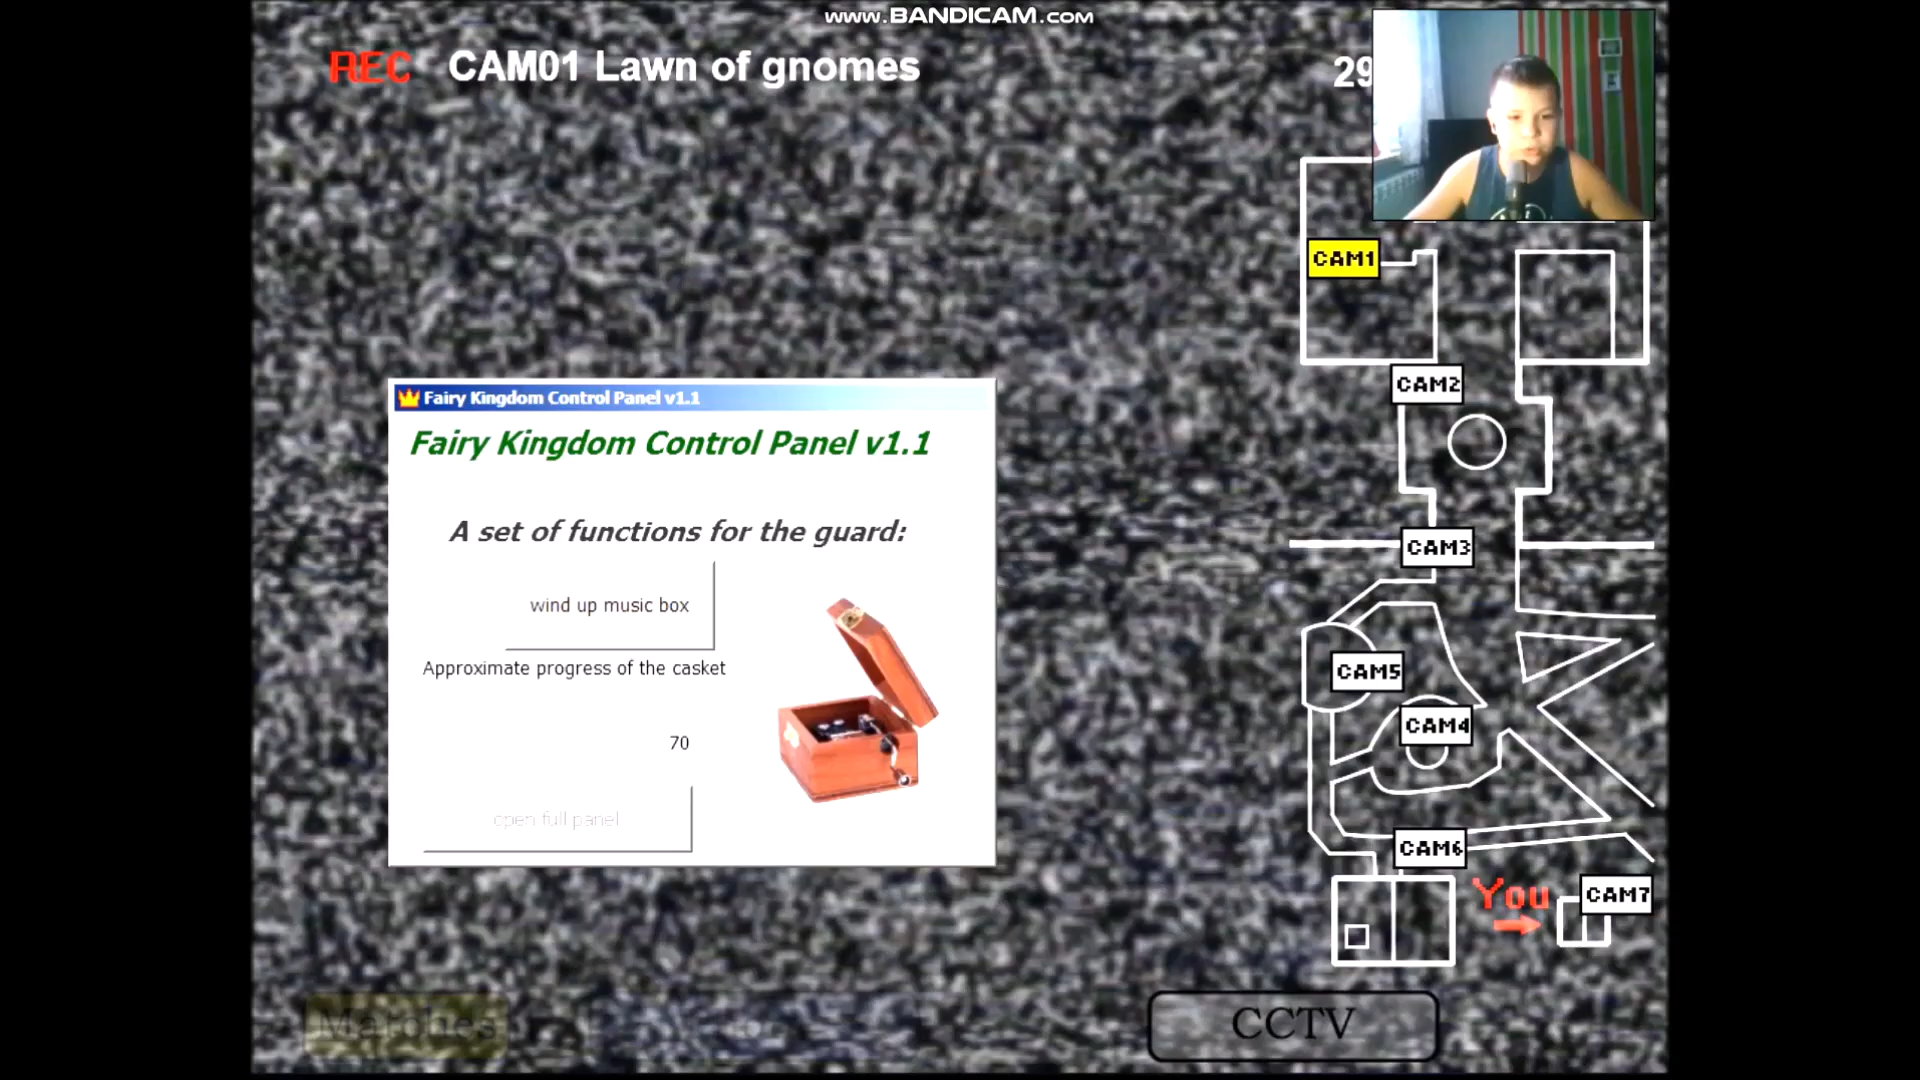 www.BANDICAM.com
REC CAM01 Lawn of gnomes 29
CAM1
CAM2
CAM3
CAM5
CAM4
CAM6
You
CAM7
Fairy Kingdom Control Panel v1.1
Fairy Kingdom Control Panel v1.1
A set of functions for the guard:
wind up music box
Approximate progress of the casket
70
open full panel
Matches
CCTV